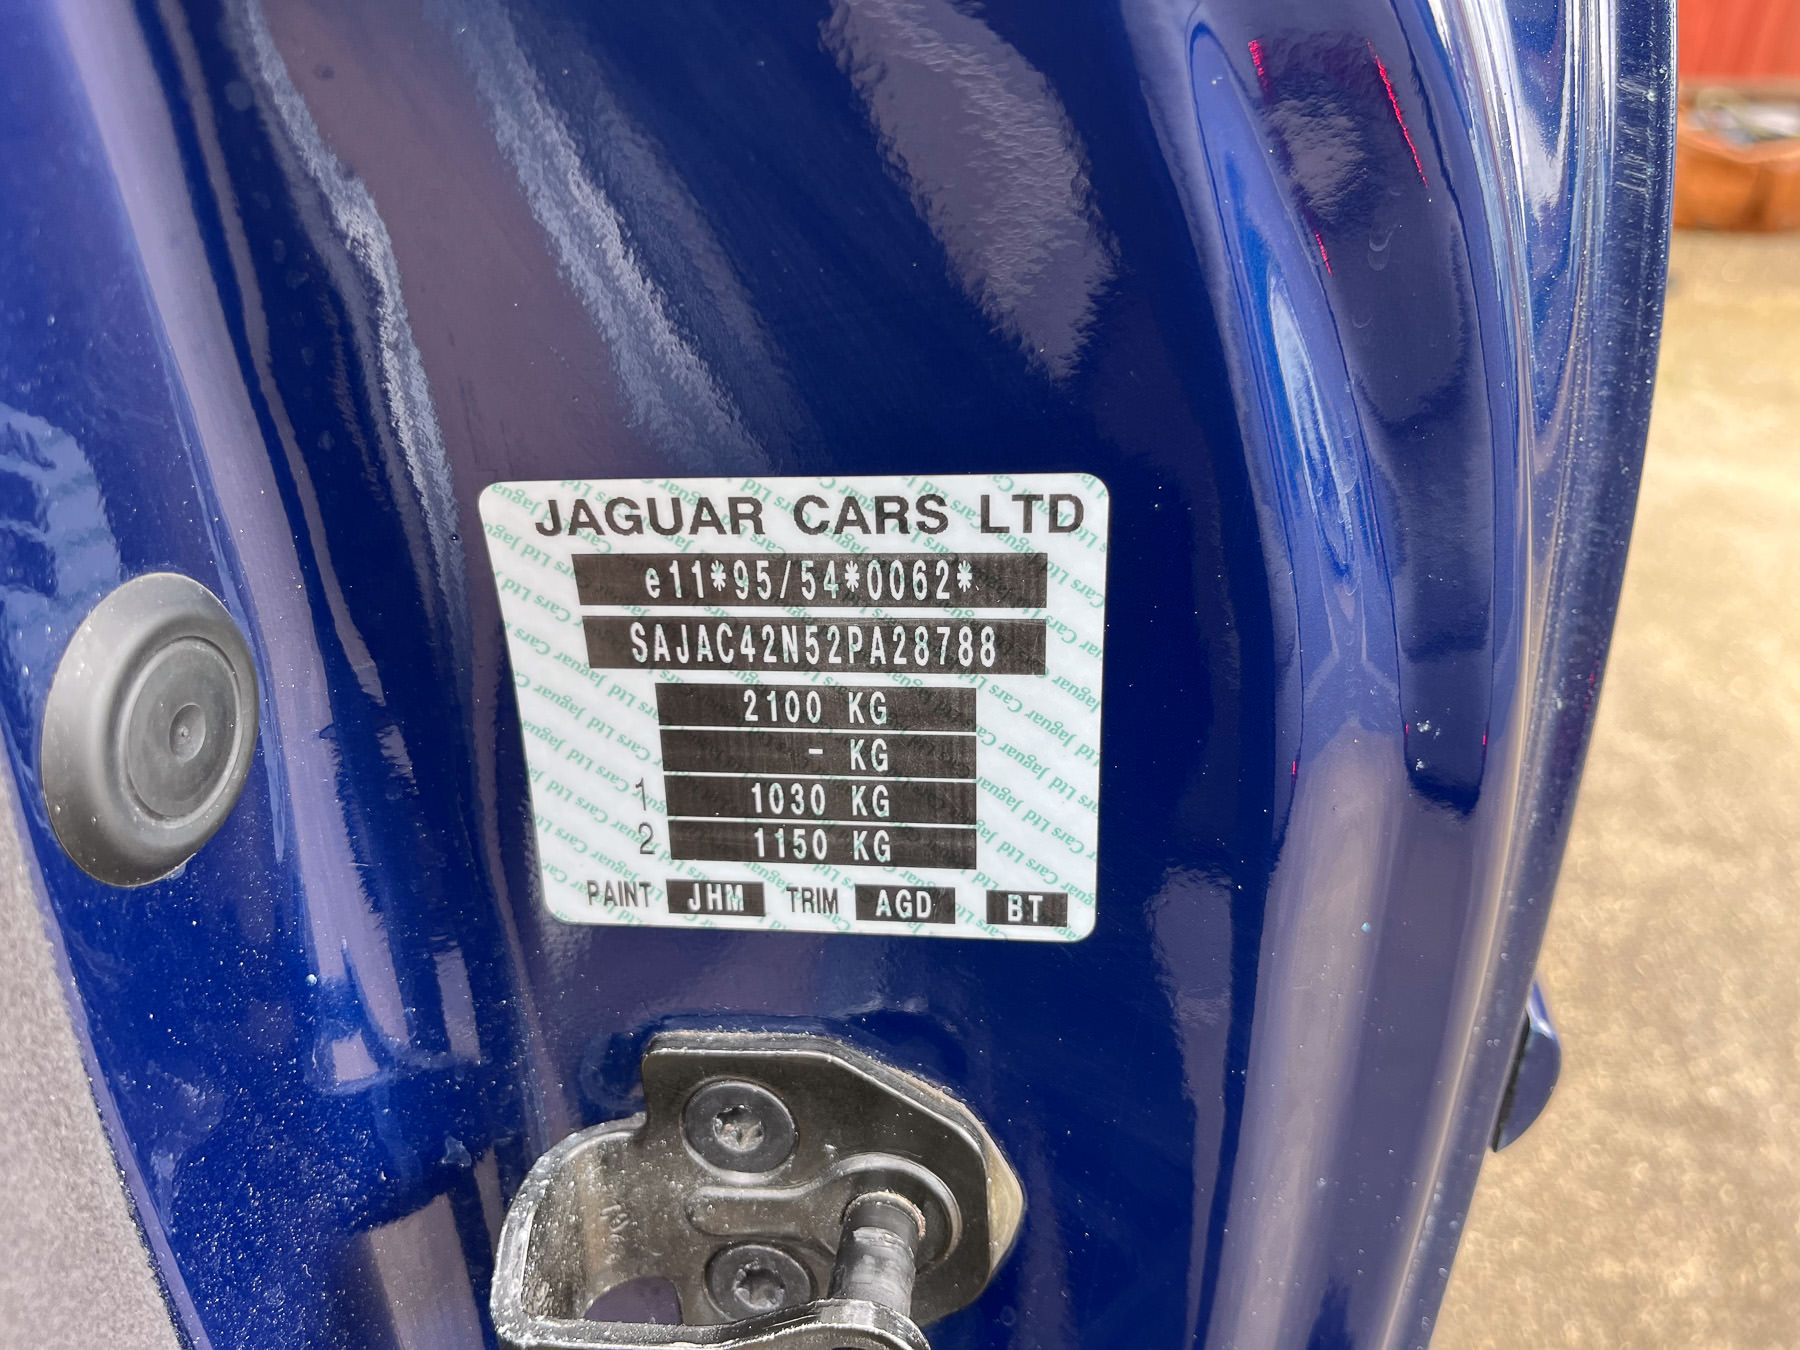 JAGUAR CARS LTD
e11*95/54*0062*
SAJAC42N52PA28788
2100 KG
- KG
1 1030 KG
2 1150 KG
PAINT JHM TRIM AGD BT